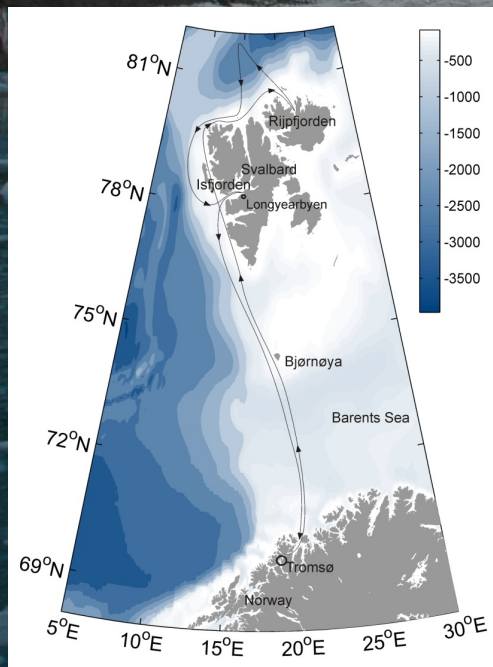 81°N
78°N
75°N
72°N
69°N
5°E
10°E
15°E
20°E
25°E
30°E
Rijpfjorden
Svalbard
Isfjorden
Longyearbyen
Bjørnøya
Barents Sea
Tromsø
Norway
-500
-1000
-1500
-2000
-2500
-3000
-3500